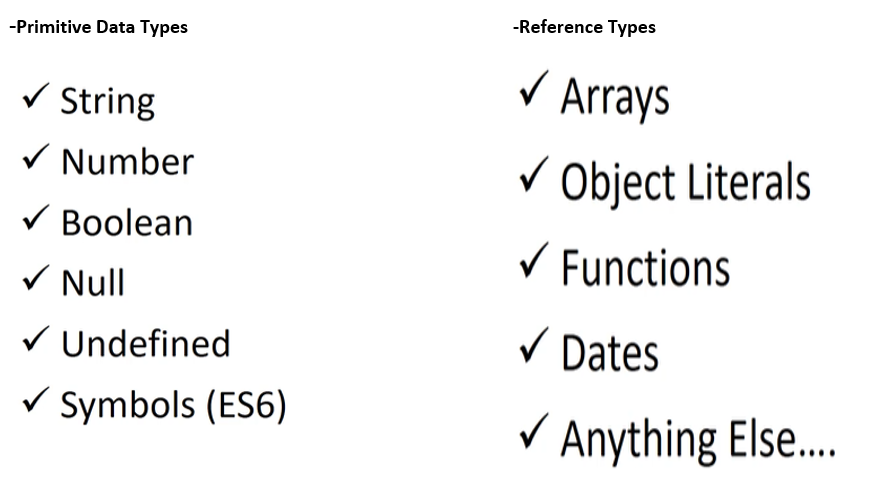 -Primitive Data Types
✓ String
✓ Number
✓ Boolean
✓ Null
✓ Undefined
✓ Symbols (ES6)
-Reference Types
✓ Arrays
✓ Object Literals
✓ Functions
✓ Dates
✓ Anything Else....